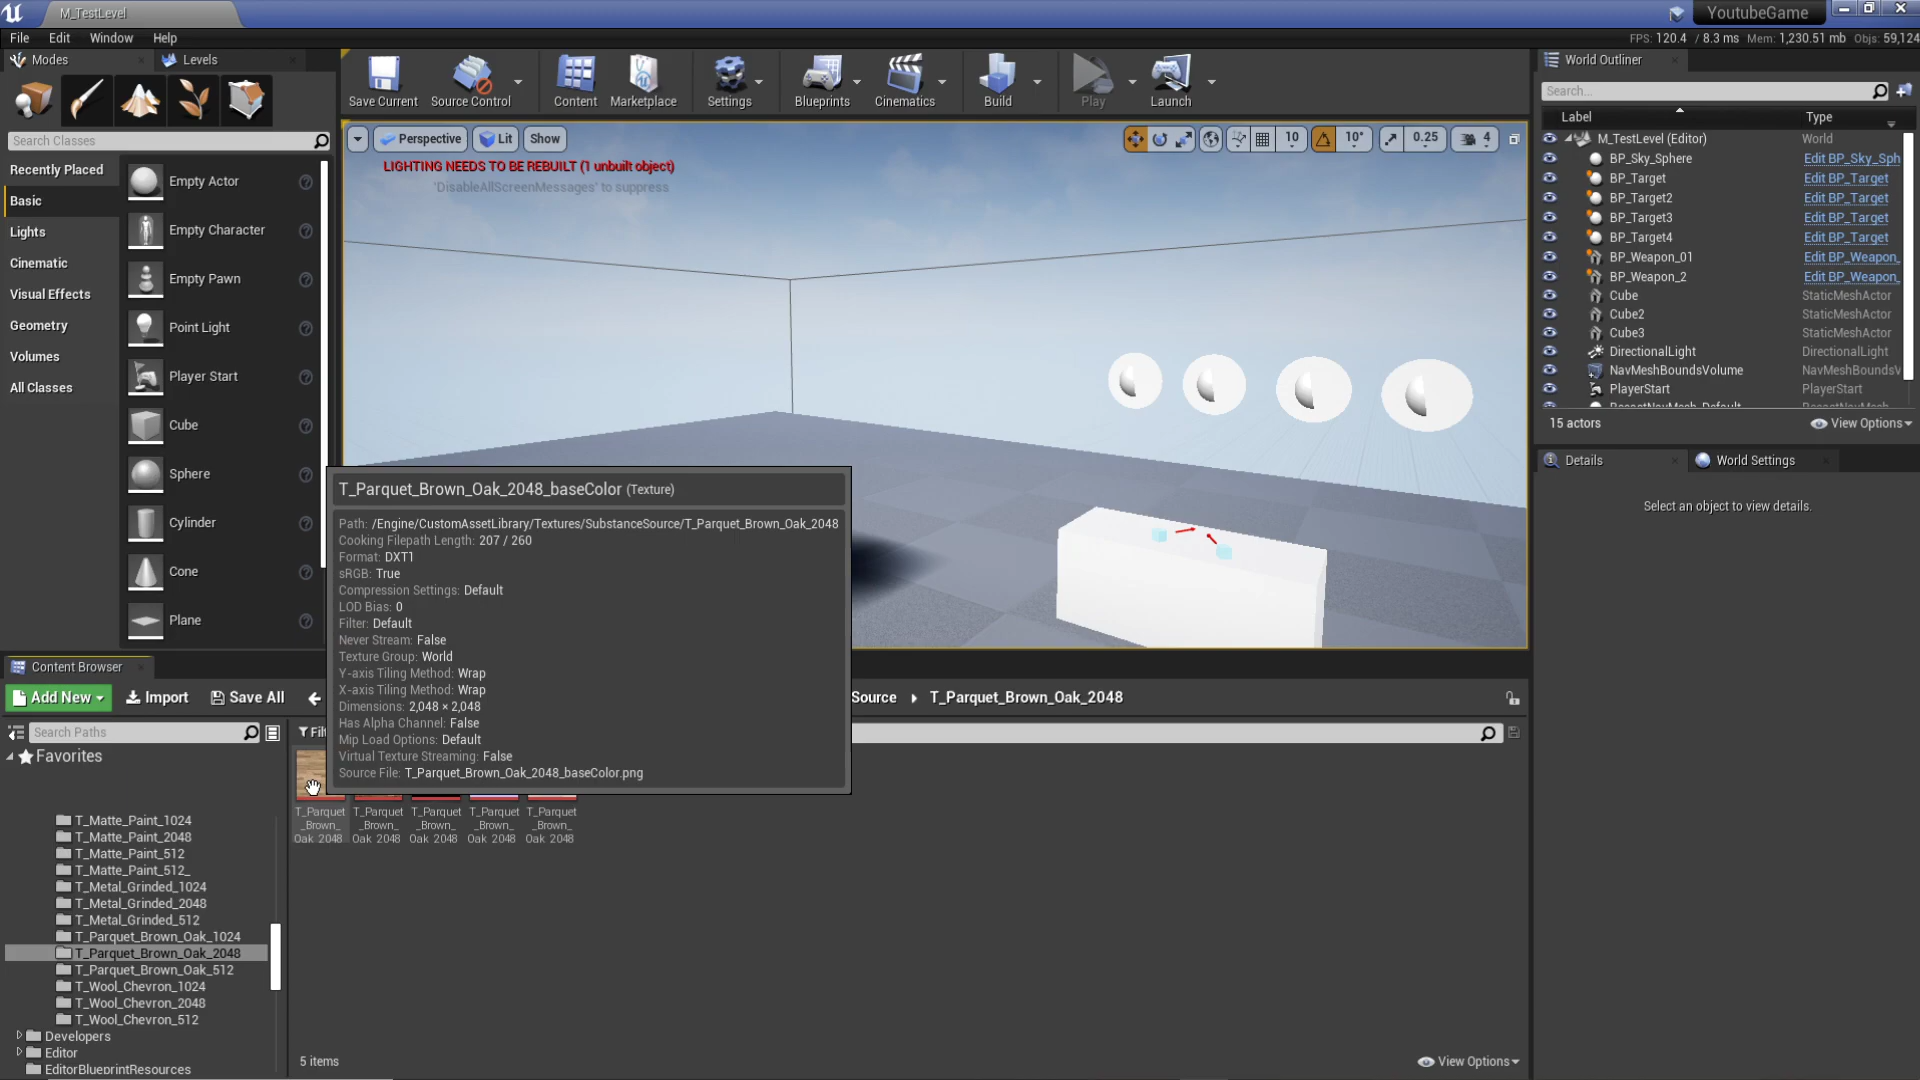 M_TestLevel
YoutubeGame
File Edit Window Help
FPS: 120.4 / 8.3 ms Mem: 1,230.51 mb Objs: 59,124
Modes
Levels
Search Classes
Recently Placed
Basic
Lights
Cinematic
Visual Effects
Geometry
Volumes
All Classes
Empty Actor
Empty Character
Empty Pawn
Point Light
Player Start
Cube
Sphere
Cylinder
Cone
Plane
Save Current
Source Control
Content
Marketplace
Settings
Blueprints
Cinematics
Build
Play
Launch
Perspective
Lit
Show
10
10°
0.25
4
LIGHTING NEEDS TO BE REBUILT (1 unbuilt object)
'DisableAllScreenMessages' to suppress
World Outliner
Search...
Label Type
M_TestLevel (Editor) World
BP_Sky_Sphere Edit BP_Sky_Sph
BP_Target Edit BP_Target
BP_Target2 Edit BP_Target
BP_Target3 Edit BP_Target
BP_Target4 Edit BP_Target
BP_Weapon_01 Edit BP_Weapon_
BP_Weapon_2 Edit BP_Weapon_
Cube StaticMeshActor
Cube2 StaticMeshActor
Cube3 StaticMeshActor
DirectionalLight DirectionalLight
NavMeshBoundsVolume NavMeshBoundsV
PlayerStart PlayerStart
15 actors
View Options
Details
World Settings
Select an object to view details.
T_Parquet_Brown_Oak_2048_baseColor (Texture)
Path: /Engine/CustomAssetLibrary/Textures/SubstanceSource/T_Parquet_Brown_Oak_2048
Cooking Filepath Length: 207 / 260
Format: DXT1
sRGB: True
Compression Settings: Default
LOD Bias: 0
Filter: Default
Never Stream: False
Texture Group: World
Y-axis Tiling Method: Wrap
X-axis Tiling Method: Wrap
Dimensions: 2,048 × 2,048
Has Alpha Channel: False
Mip Load Options: Default
Virtual Texture Streaming: False
Source File: T_Parquet_Brown_Oak_2048_baseColor.png
Content Browser
Add New
Import
Save All
Source
T_Parquet_Brown_Oak_2048
Search Paths
Favorites
T_Matte_Paint_1024
T_Matte_Paint_2048
T_Matte_Paint_512
T_Matte_Paint_512_
T_Metal_Grinded_1024
T_Metal_Grinded_2048
T_Metal_Grinded_512
T_Parquet_Brown_Oak_1024
T_Parquet_Brown_Oak_2048
T_Parquet_Brown_Oak_512
T_Wool_Chevron_1024
T_Wool_Chevron_2048
T_Wool_Chevron_512
Developers
Editor
EditorBlueprintResources
T_Parquet T_Parquet T_Parquet T_Parquet T_Parquet
_Brown_ _Brown_ _Brown_ _Brown_ _Brown_
Oak_2048 Oak_2048 Oak_2048 Oak_2048 Oak_2048
5 items
View Options